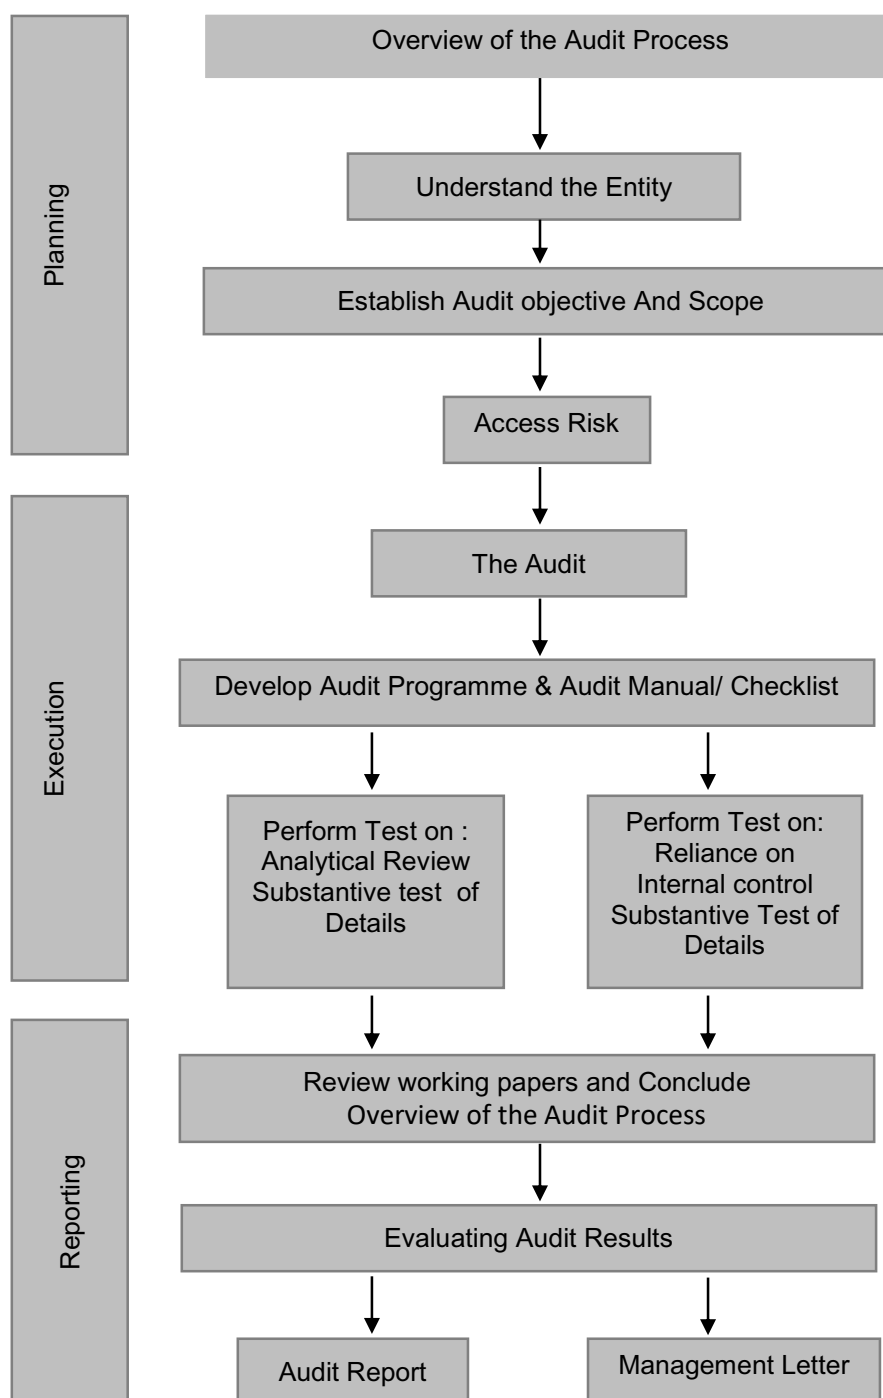 Overview of the Audit Process
Planning
Understand the Entity
Establish Audit objective And Scope
Access Risk
Execution
The Audit
Develop Audit Programme & Audit Manual/ Checklist
Perform Test on :
Analytical Review
Substantive test of
Details
Perform Test on:
Reliance on
Internal control
Substantive Test of
Details
Reporting
Review working papers and Conclude
Overview of the Audit Process
Evaluating Audit Results
Audit Report
Management Letter